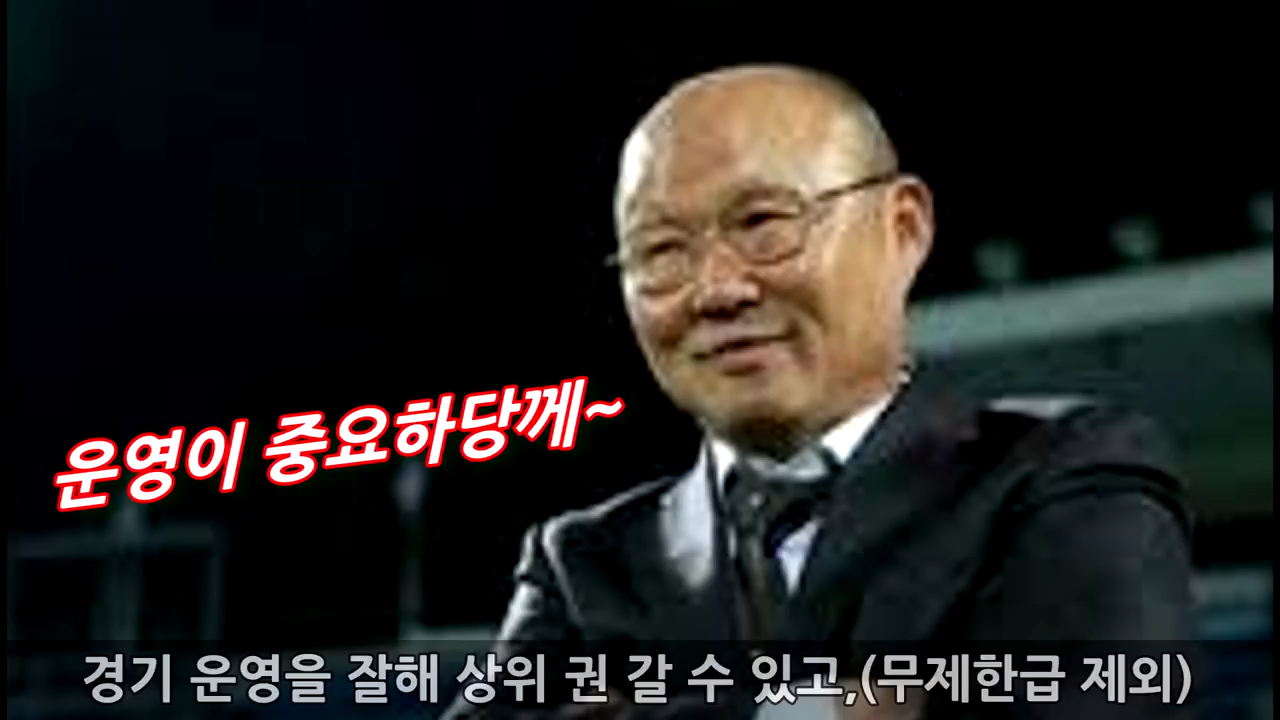 운영이 중요하당께~
경기 운영을 잘해 상위 권 갈 수 있고,(무제한급 제외)